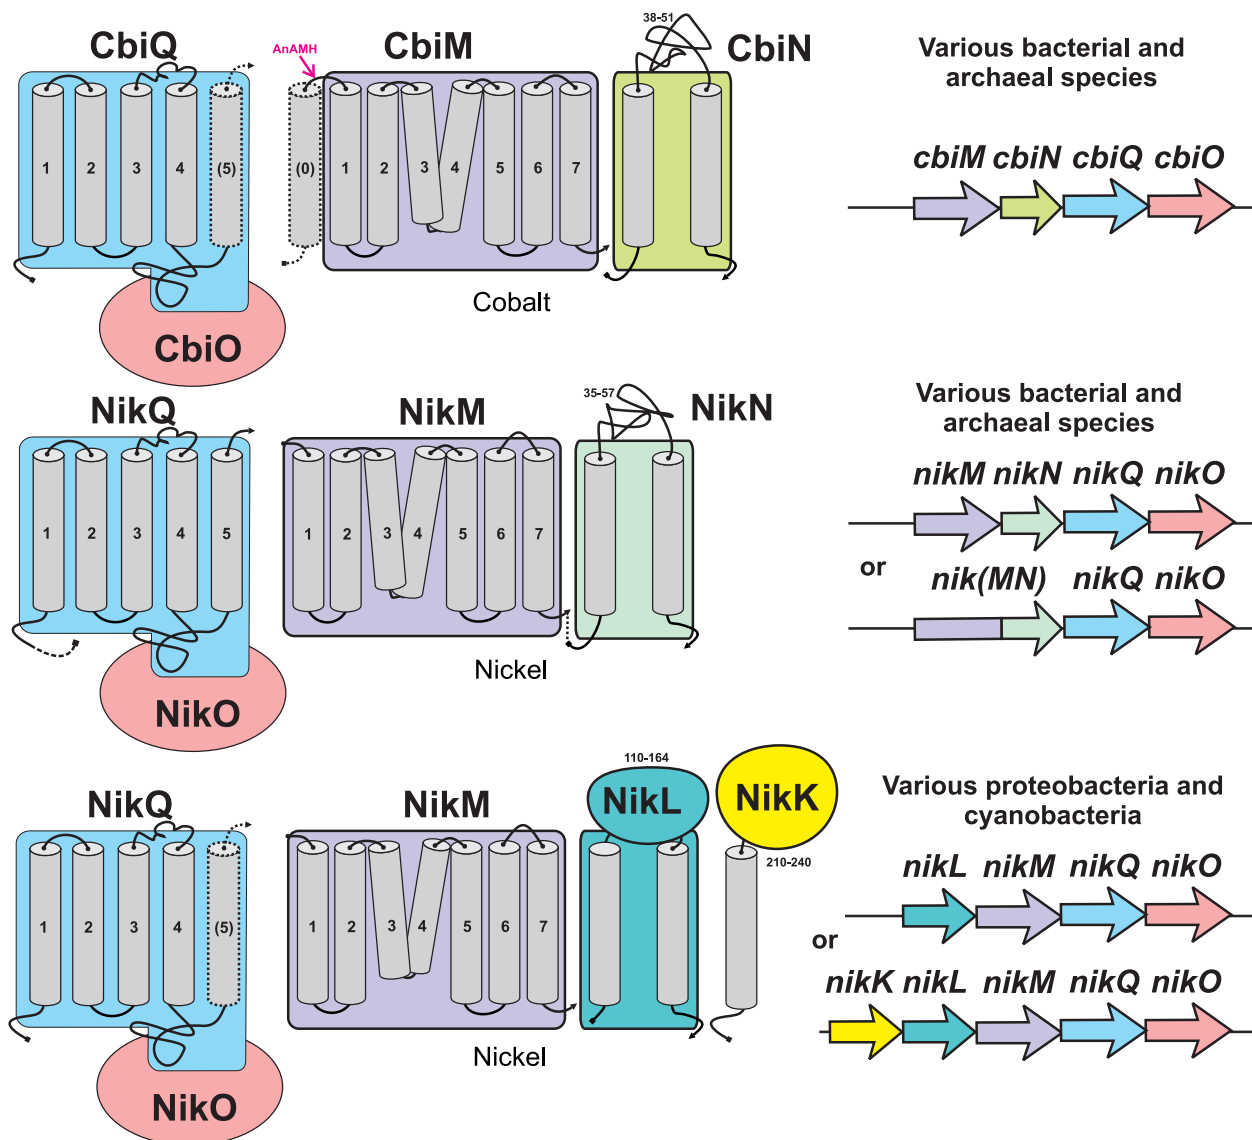 CbiQ
AnAMH
CbiM
38-51
CbiN
1
2
3
4
(5)
(0)
1
2
3
4
5
6
7
Cobalt
CbiO
Various bacterial and
archaeal species
cbiM cbiN cbiQ cbiO
NikQ
NikM
35-57
NikN
1
2
3
4
5
1
2
3
4
5
6
7
Nickel
NikO
Various bacterial and
archaeal species
nikM nikN nikQ nikO
or
nik(MN) nikQ nikO
NikQ
NikM
110-164
NikL
NikK
210-240
1
2
3
4
(5)
1
2
3
4
5
6
7
Nickel
NikO
Various proteobacteria and
cyanobacteria
nikL nikM nikQ nikO
or
nikK nikL nikM nikQ nikO